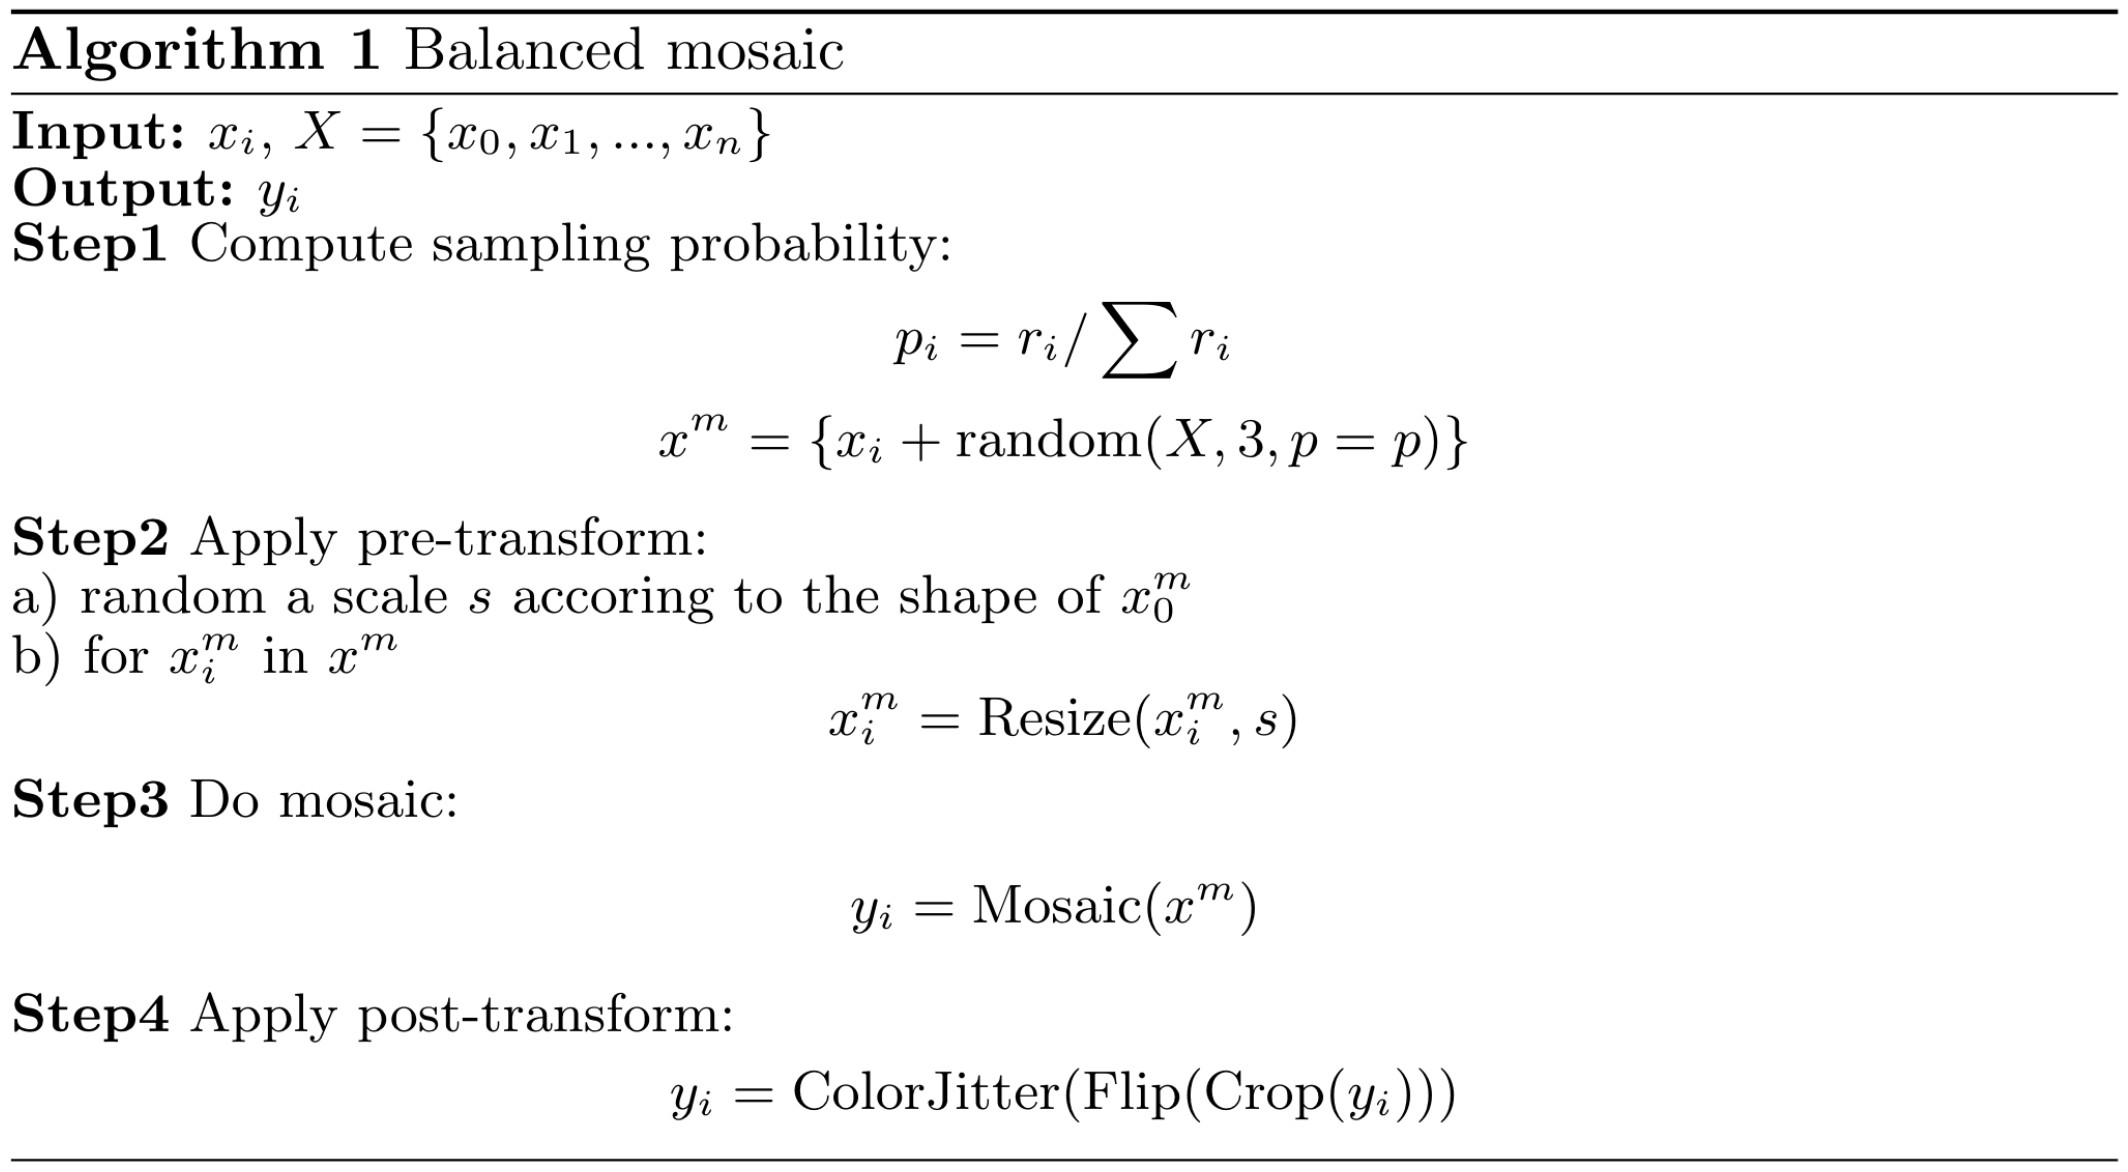 Algorithm 1 Balanced mosaic
Input: $x_i$, $X = \{x_0, x_1, ..., x_n\}$
Output: $y_i$
Step1 Compute sampling probability:
$p_i = r_i / \sum r_i$
$x^m = \{x_i + \text{random}(X, 3, p = p)\}$
Step2 Apply pre-transform:
a) random a scale $s$ accoring to the shape of $x_0^m$
b) for $x_i^m$ in $x^m$
$x_i^m = \text{Resize}(x_i^m, s)$
Step3 Do mosaic:
$y_i = \text{Mosaic}(x^m)$
Step4 Apply post-transform:
$y_i = \text{ColorJitter}(\text{Flip}(\text{Crop}(y_i)))$